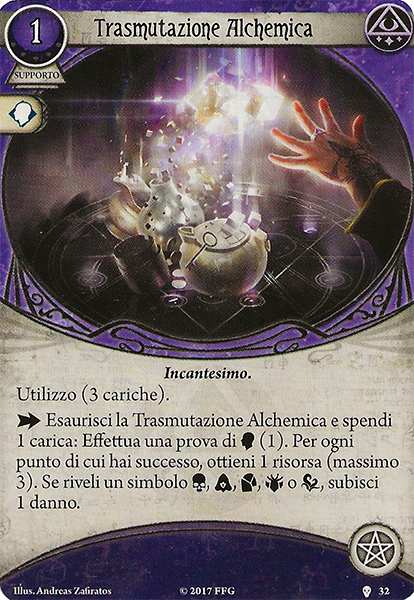 1
Trasmutazione Alchemica
SUPPORTO
Incantesimo.
Utilizzo (3 cariche).
Esaurisci la Trasmutazione Alchemica e spendi
1 carica: Effettua una prova di (1). Per ogni
punto di cui hai successo, ottieni 1 risorsa (massimo
3). Se riveli un simbolo , , , o , subisci
1 danno.
Illus. Andreas Zafiratos
© 2017 FFG
32